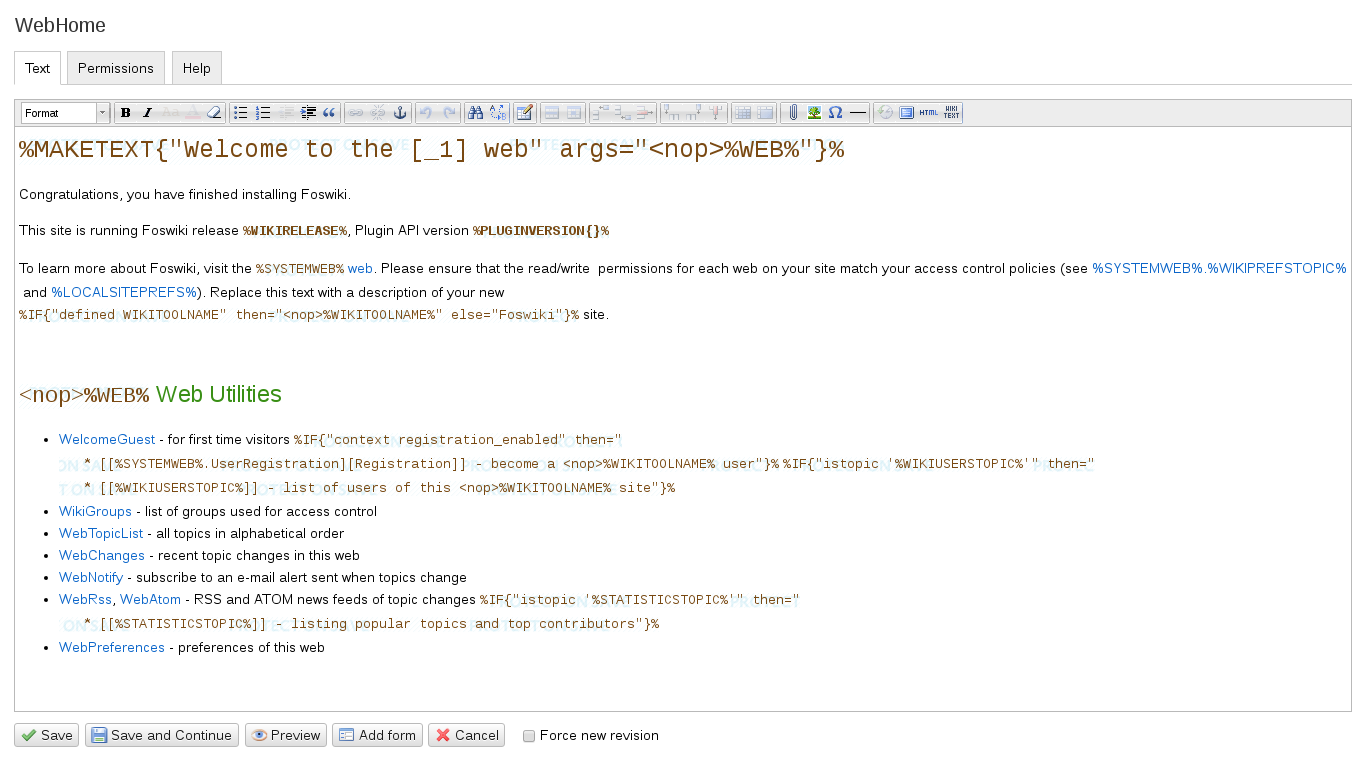 WebHome
Text Permissions Help
Format B I Aa A HTML WIKI TEXT
%MAKETEXT{"Welcome to the [_1] web" args="<nop>%WEB%"}%
Congratulations, you have finished installing Foswiki.
This site is running Foswiki release %WIKIRELEASE%, Plugin API version %PLUGINVERSION{}%
To learn more about Foswiki, visit the %SYSTEMWEB% web. Please ensure that the read/write permissions for each web on your site match your access control policies (see %SYSTEMWEB%.%WIKIPREFSTOPIC%
and %LOCALSITEPREFS%). Replace this text with a description of your new
%IF{"defined WIKITOOLNAME" then="<nop>%WIKITOOLNAME%" else="Foswiki"}% site.
<nop>%WEB% Web Utilities
• WelcomeGuest - for first time visitors %IF{"context registration_enabled" then="
* [[%SYSTEMWEB%.UserRegistration][Registration]] - become a <nop>%WIKITOOLNAME% user"}% %IF{"istopic '%WIKIUSERSTOPIC%'" then="
* [[%WIKIUSERSTOPIC%]] - list of users of this <nop>%WIKITOOLNAME% site"}%
• WikiGroups - list of groups used for access control
• WebTopicList - all topics in alphabetical order
• WebChanges - recent topic changes in this web
• WebNotify - subscribe to an e-mail alert sent when topics change
• WebRss, WebAtom - RSS and ATOM news feeds of topic changes %IF{"istopic '%STATISTICSTOPIC%'" then="
* [[%STATISTICSTOPIC%]] - listing popular topics and top contributors"}%
• WebPreferences - preferences of this web
Save Save and Continue Preview Add form Cancel Force new revision